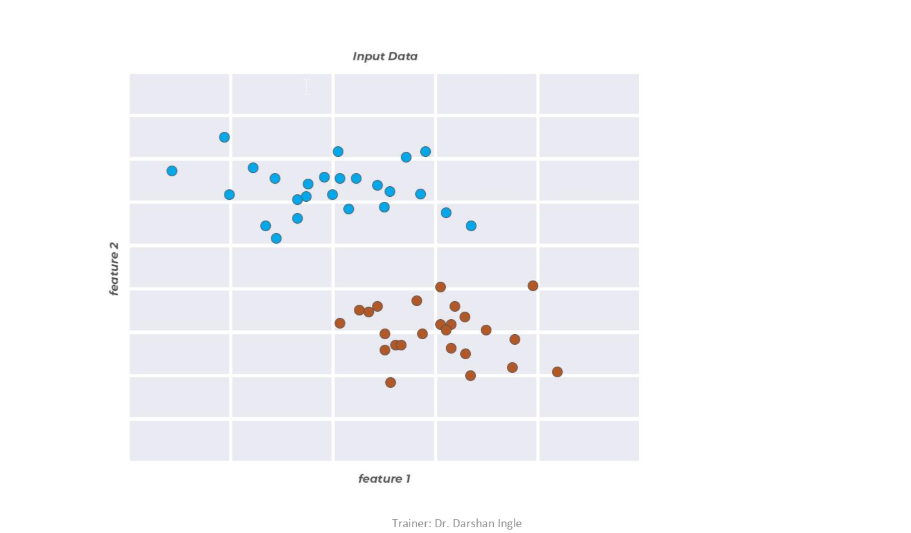 Input Data
feature 2
feature 1
Trainer: Dr. Darshan Ingle